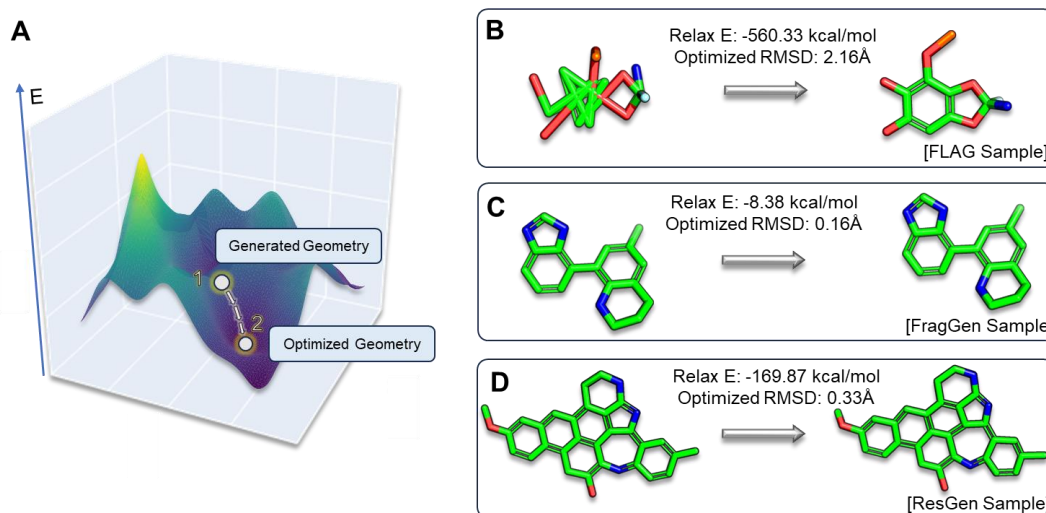 A
E
Generated Geometry
1
2
Optimized Geometry
B
Relax E: -560.33 kcal/mol
Optimized RMSD: 2.16Å
[FLAG Sample]
C
Relax E: -8.38 kcal/mol
Optimized RMSD: 0.16Å
[FragGen Sample]
D
Relax E: -169.87 kcal/mol
Optimized RMSD: 0.33Å
[ResGen Sample]